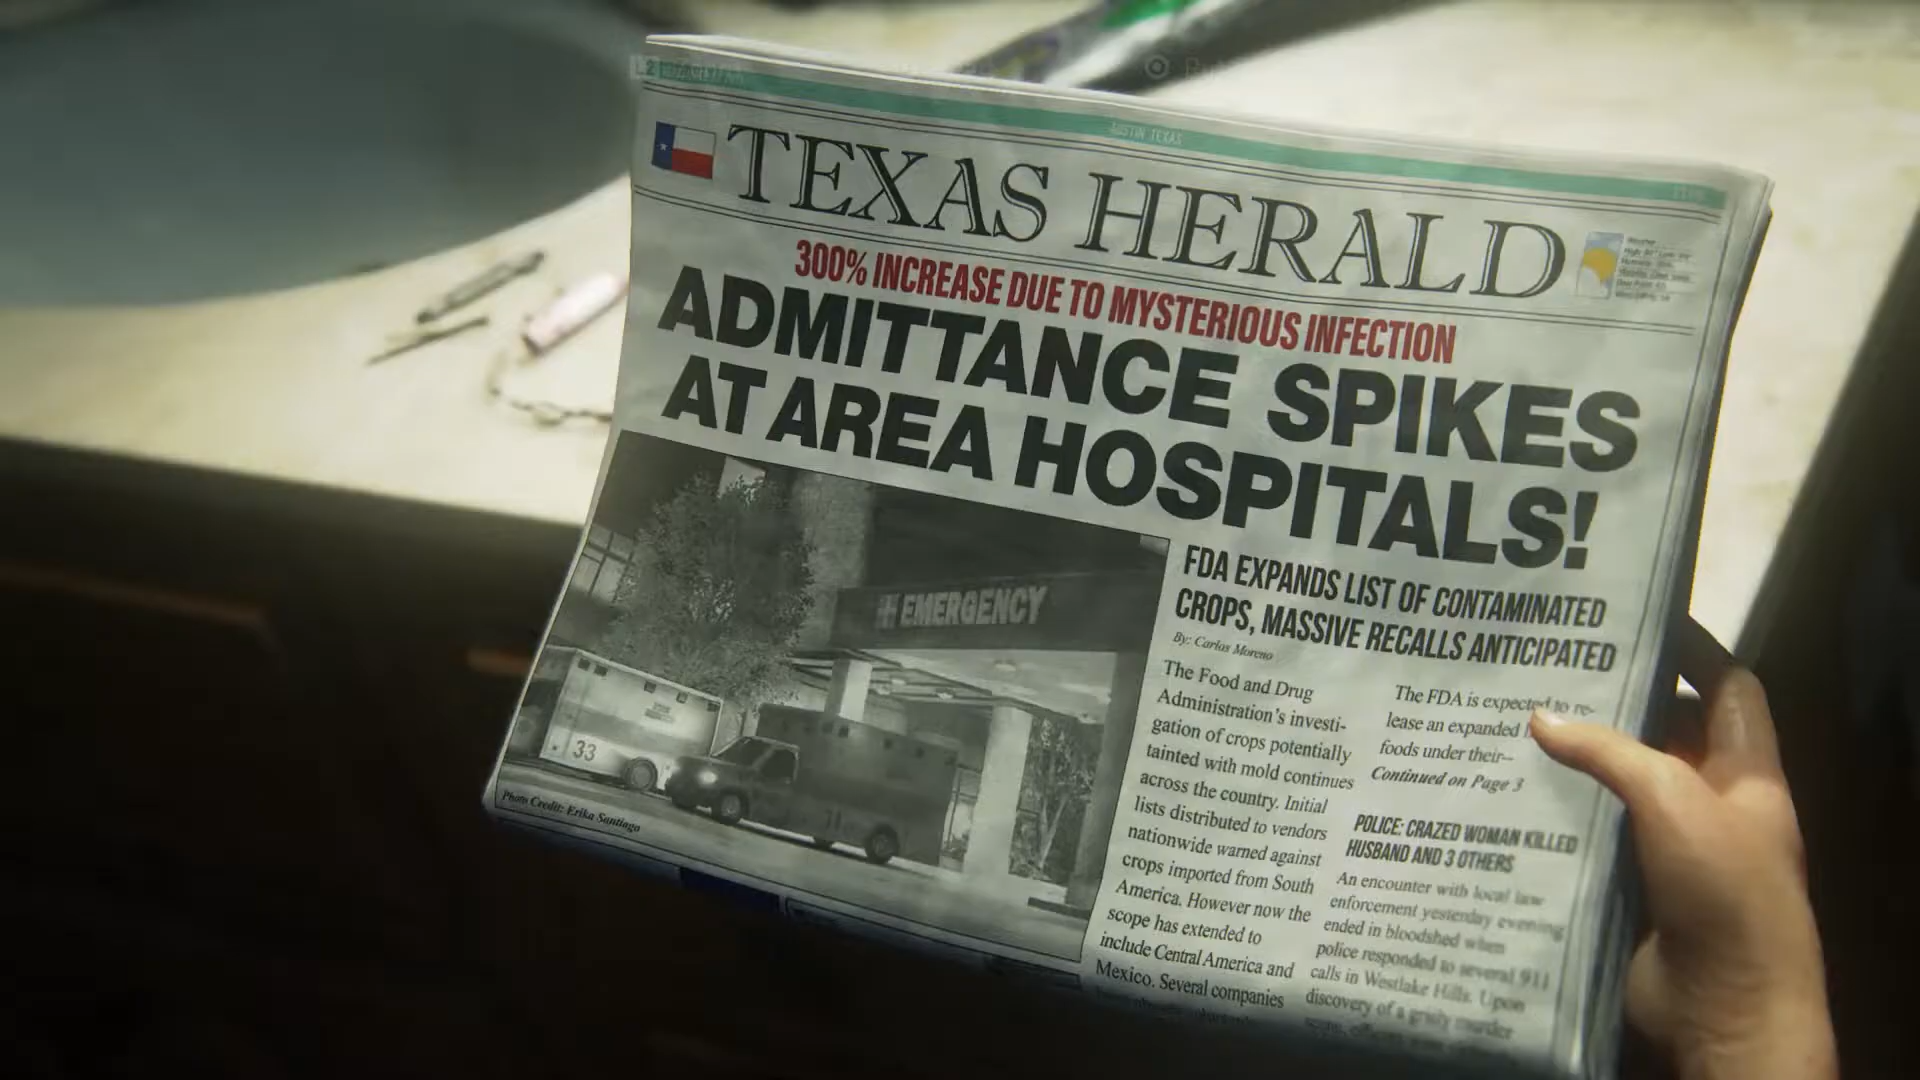 AUSTIN TEXAS
TEXAS HERALD
300% INCREASE DUE TO MYSTERIOUS INFECTION
ADMITTANCE SPIKES
AT AREA HOSPITALS!
EMERGENCY
33
Photo Credit: Erika Santiago
FDA EXPANDS LIST OF CONTAMINATED
CROPS, MASSIVE RECALLS ANTICIPATED
By: Carlos Moreno
The Food and Drug
Administration's investi-
gation of crops potentially
tainted with mold continues
across the country. Initial
lists distributed to vendors
nationwide warned against
crops imported from South
America. However now the
scope has extended to
include Central America and
Mexico. Several companies
The FDA is expected to re-
lease an expanded
foods under their--
Continued on Page 3
POLICE: CRAZED WOMAN KILLED
HUSBAND AND 3 OTHERS
An encounter with local law
enforcement yesterday evening
ended in bloodshed when
police responded to several 911
calls in Westlake Hills. Upon
discovery of a grisly murder